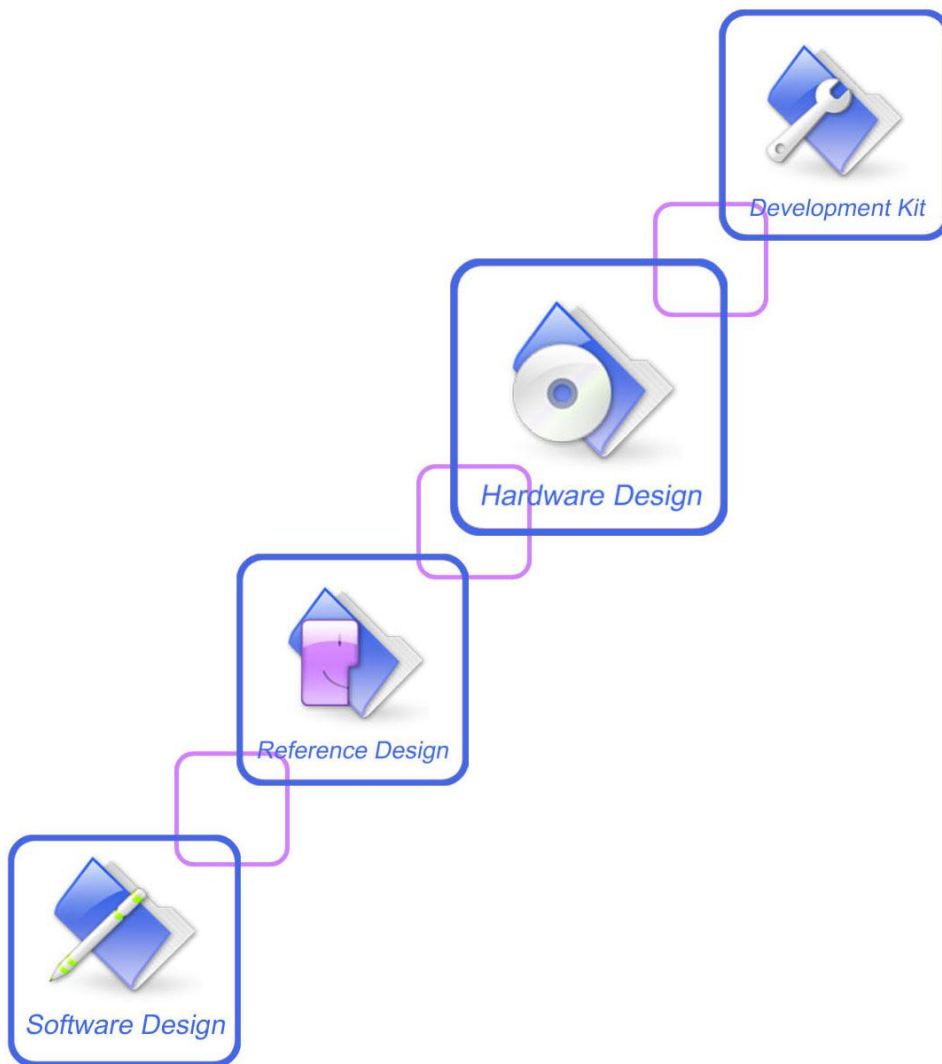 Development Kit
Hardware Design
Reference Design
Software Design